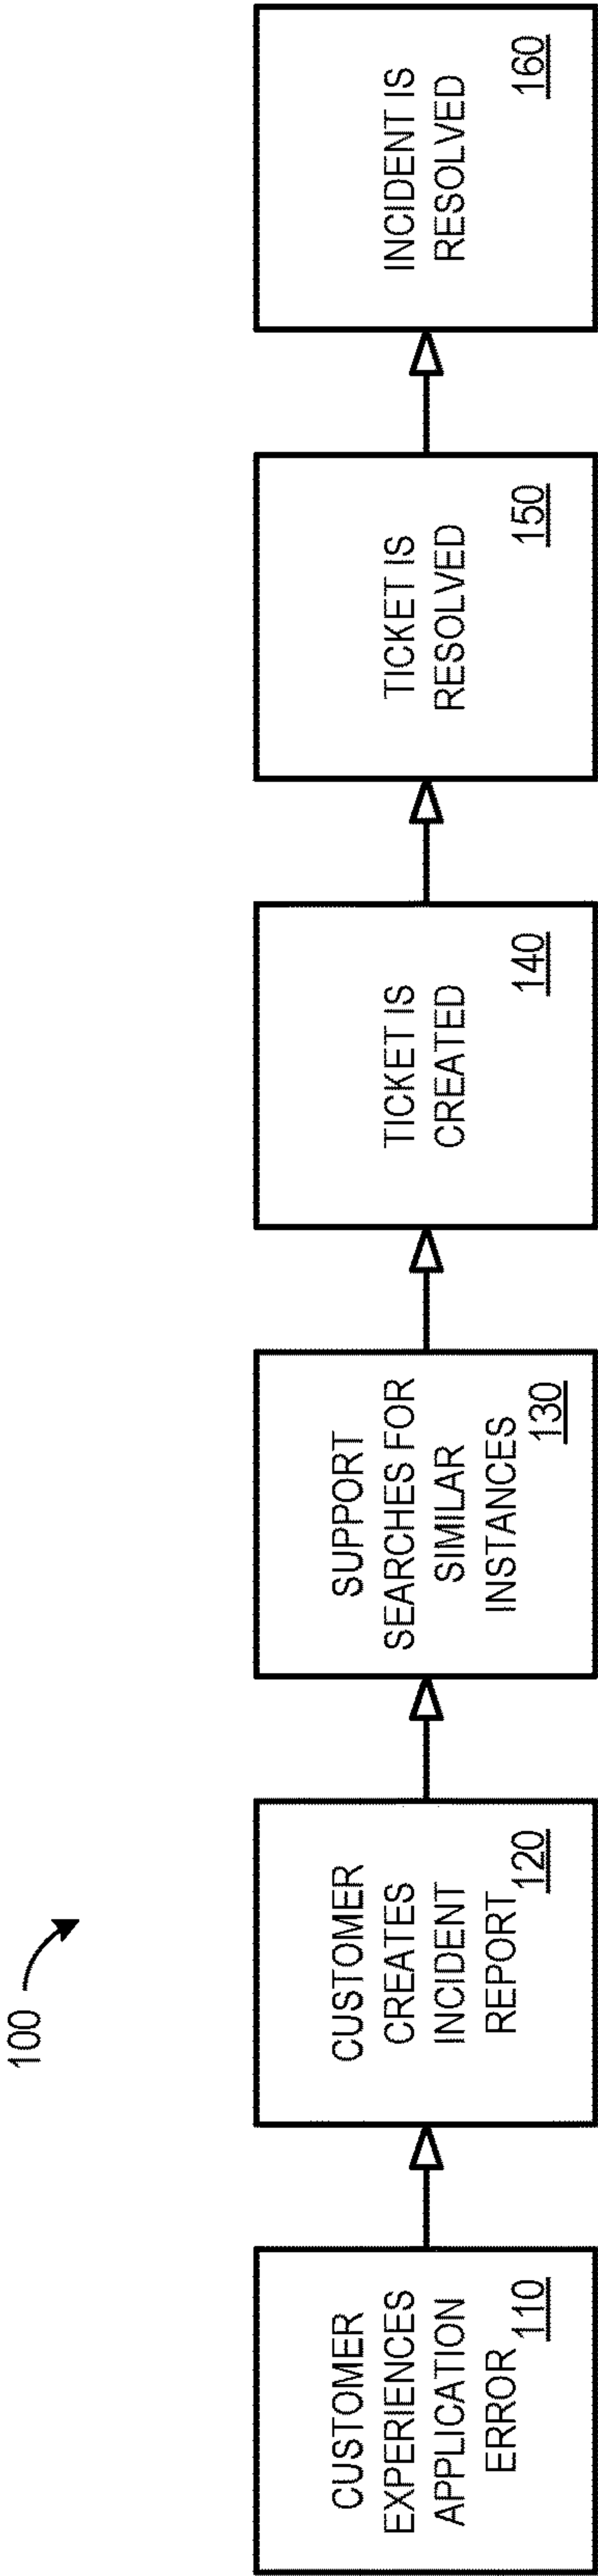 100
CUSTOMER
EXPERIENCES
APPLICATION
ERROR
110
CUSTOMER
CREATES
INCIDENT
REPORT
120
SUPPORT
SEARCHES FOR
SIMILAR
INSTANCES
130
TICKET IS
CREATED
140
TICKET IS
RESOLVED
150
INCIDENT IS
RESOLVED
160